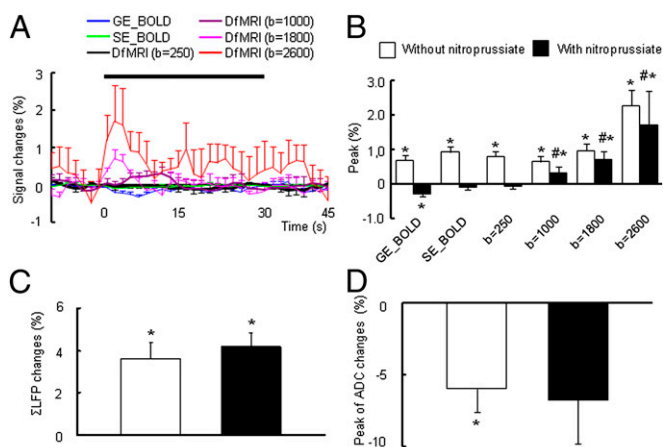 A
GE_BOLD
SE_BOLD
DfMRI (b=250)
DfMRI (b=1000)
DfMRI (b=1800)
DfMRI (b=2600)
Signal changes (%)
3
2
1
0
-1
0
15
30
45
Time (s)
B
Without nitroprussiate
With nitroprussiate
Peak (%)
3.0
2.0
1.0
0
1.0
*
*
*
*
#*
*
#*
*
#*
*
GE_BOLD
SE_BOLD
b=250
b=1000
b=1800
b=2600
C
ΣLFP changes (%)
6
4
2
0
*
*
D
Peak of ADC changes (%)
0
-5
-10
*